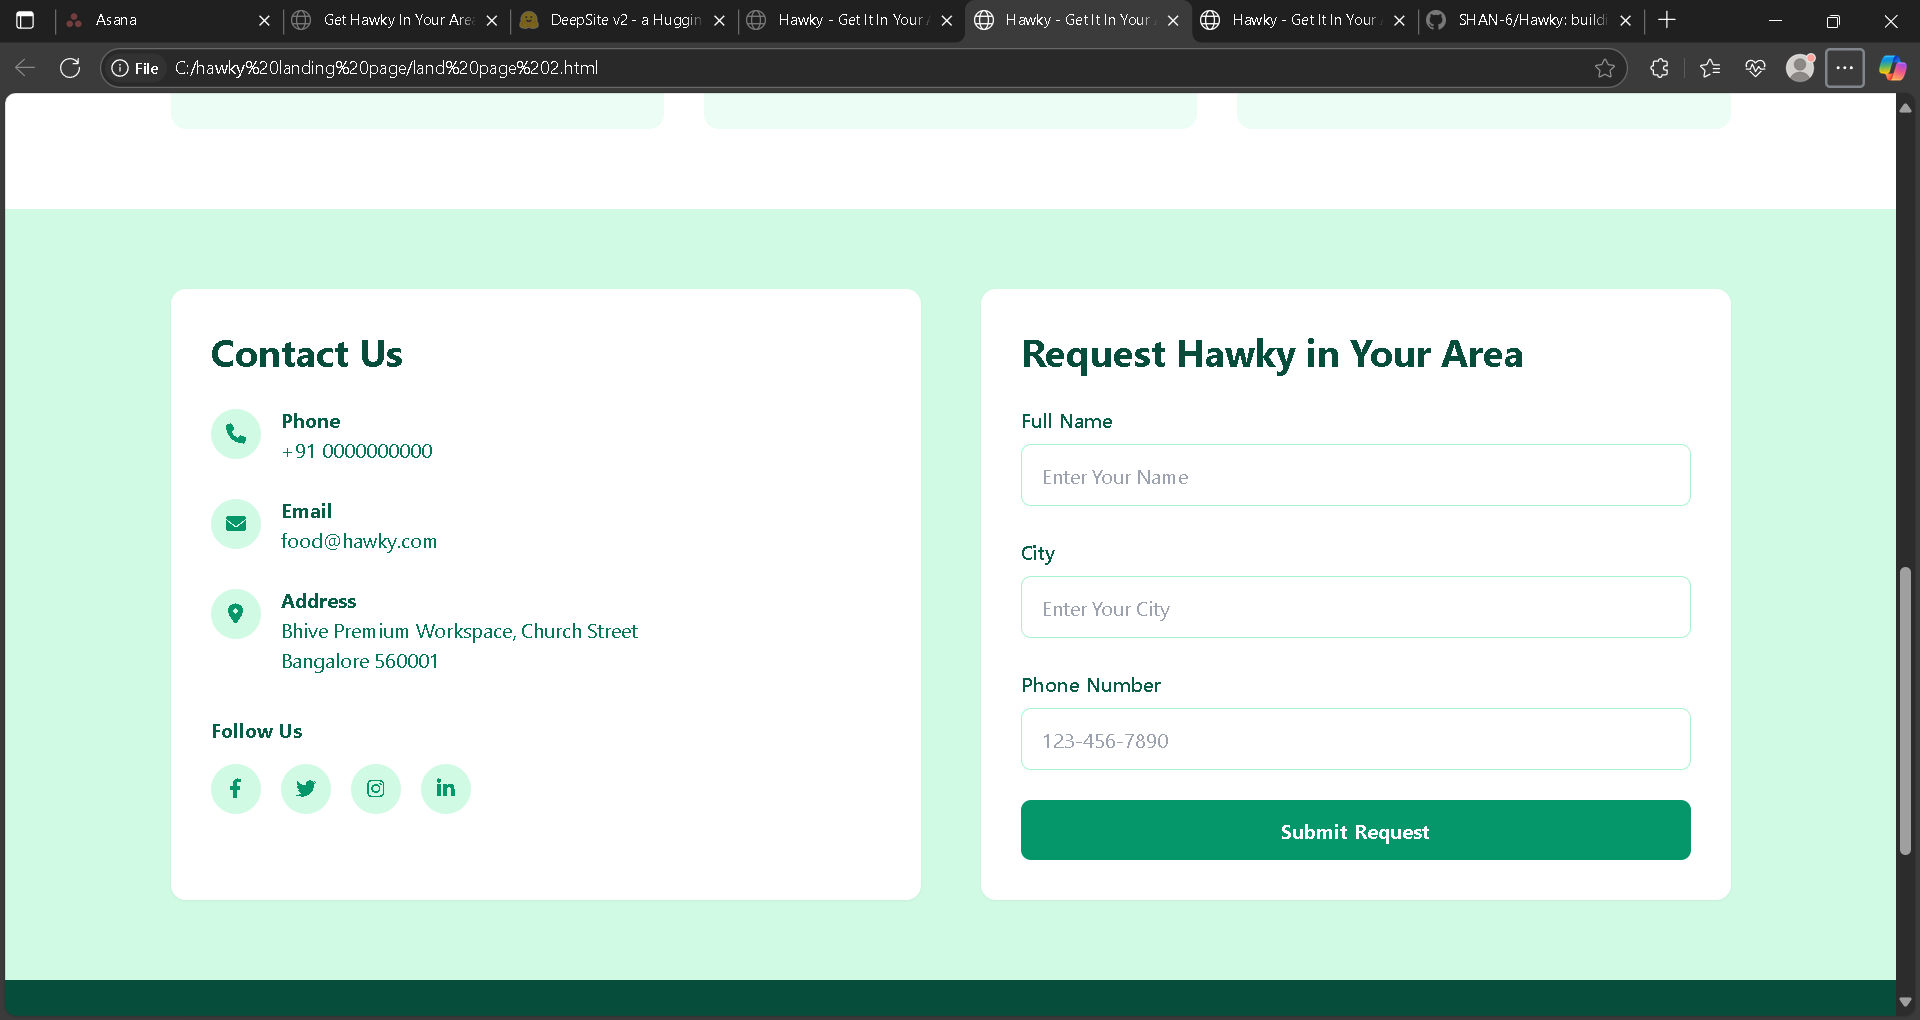 Asana
Get Hawky In Your Area
DeepSite v2 - a Huggin
Hawky - Get It In Your A
Hawky - Get It In Your A
Hawky - Get It In Your A
SHAN-6/Hawky: buildi
File
C:/hawky%20landing%20page/land%20page%202.html
Contact Us
Phone
+91 0000000000
Email
food@hawky.com
Address
Bhive Premium Workspace, Church Street
Bangalore 560001
Follow Us
Request Hawky in Your Area
Full Name
Enter Your Name
City
Enter Your City
Phone Number
123-456-7890
Submit Request